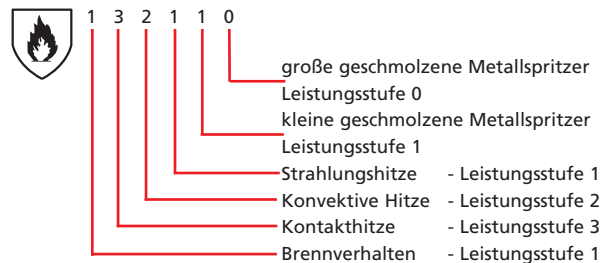 1 3 2 1 1 0
große geschmolzene Metallspritzer
Leistungsstufe 0
kleine geschmolzene Metallspritzer
Leistungsstufe 1
Strahlungshitze - Leistungsstufe 1
Konvektive Hitze - Leistungsstufe 2
Kontakthitze - Leistungsstufe 3
Brennverhalten - Leistungsstufe 1